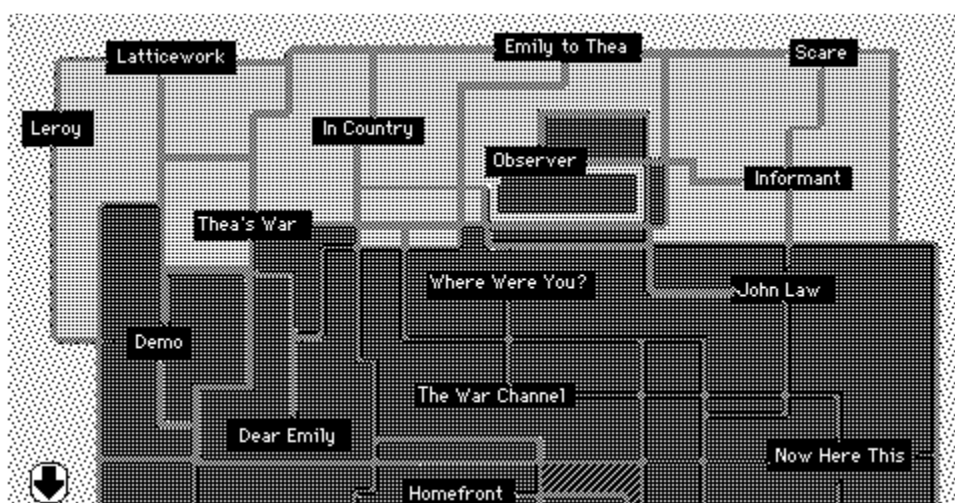 Emily to Thea
Latticework
Scare
Leroy
In Country
Observer
Informant
Thea's War
Where Were You?
John Law
Demo
The War Channel
Dear Emily
Now Here This
Homefront